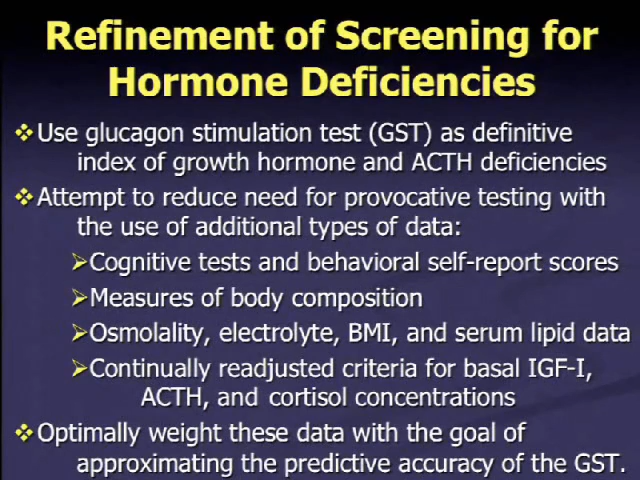 Refinement of Screening for
Hormone Deficiencies
❖Use glucagon stimulation test (GST) as definitive
index of growth hormone and ACTH deficiencies
❖Attempt to reduce need for provocative testing with
the use of additional types of data:
➢Cognitive tests and behavioral self-report scores
➢Measures of body composition
➢Osmolality, electrolyte, BMI, and serum lipid data
➢Continually readjusted criteria for basal IGF-I,
ACTH, and cortisol concentrations
❖Optimally weight these data with the goal of
approximating the predictive accuracy of the GST.